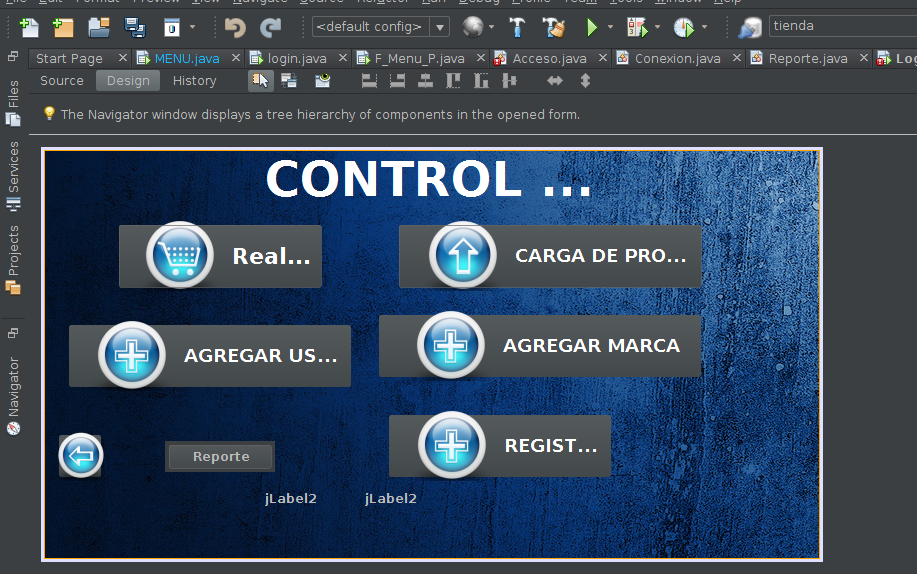 <default config>
tienda
Start Page
MENU.java
login.java
F_Menu_P.java
Acceso.java
Conexion.java
Reporte.java
Log
Source
Design
History
The Navigator window displays a tree hierarchy of components in the opened form.
Files
Services
Projects
Navigator
CONTROL ...
Real...
CARGA DE PRO...
AGREGAR US...
AGREGAR MARCA
REGIST...
Reporte
jLabel2
jLabel2